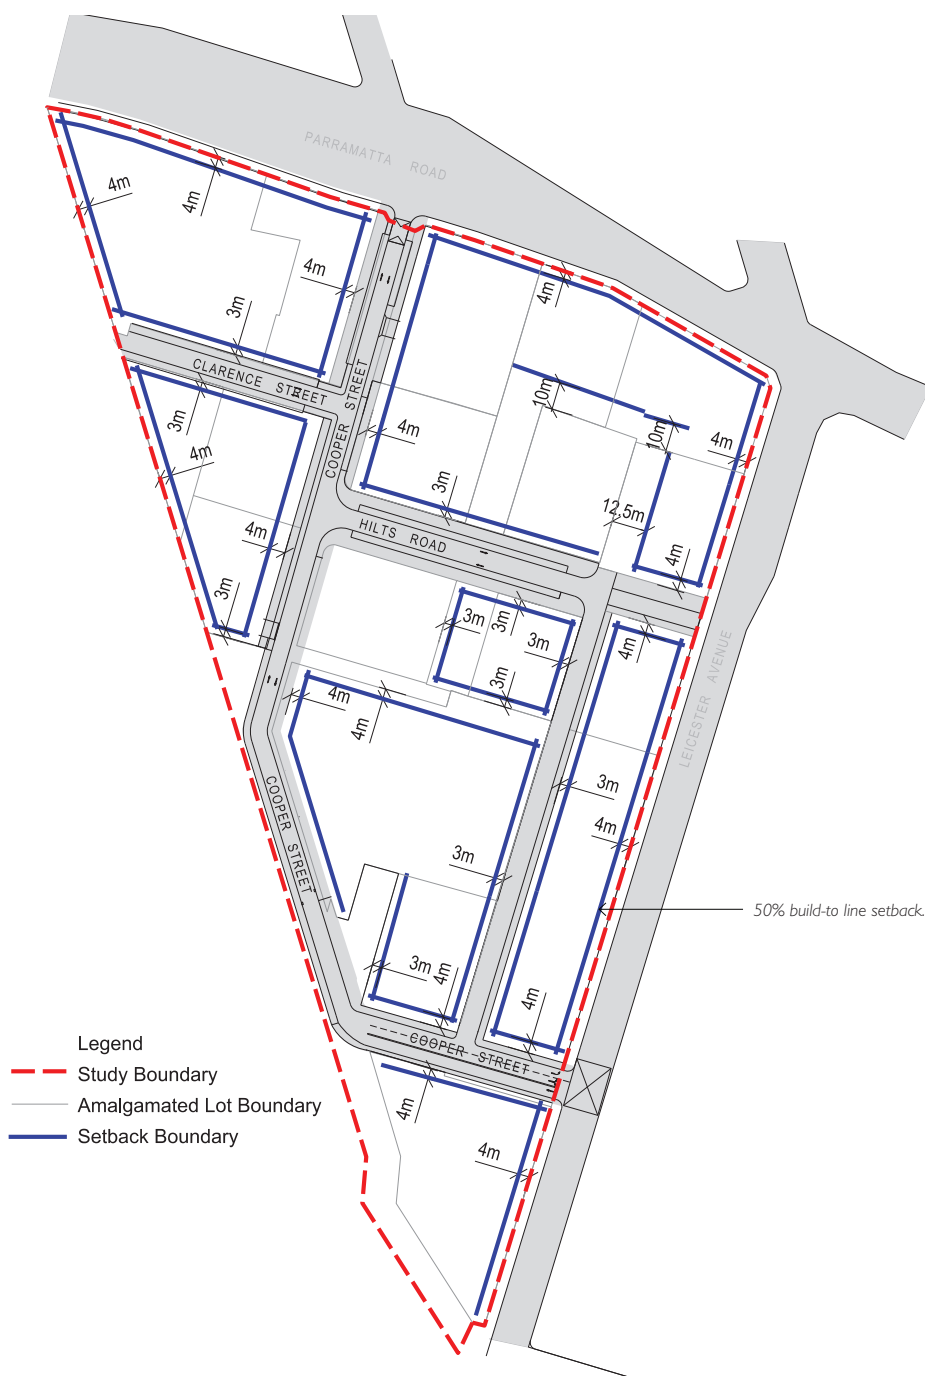 PARRAMATTA ROAD
4m
4m
4m
3m
4m
CLARENCE STREET
COOPER STREET
10m
10m
4m
3m
4m
3m
4m
12.5m
3m
4m
HILTS ROAD
4m
3m
3m
3m
3m
3m
4m
LEICESTER AVENUE
4m
4m
3m
COOPER STREET
4m
3m
50% build-to line setback.
3m
4m
4m
COOPER STREET
4m
4m
Legend
Study Boundary
Amalgamated Lot Boundary
Setback Boundary